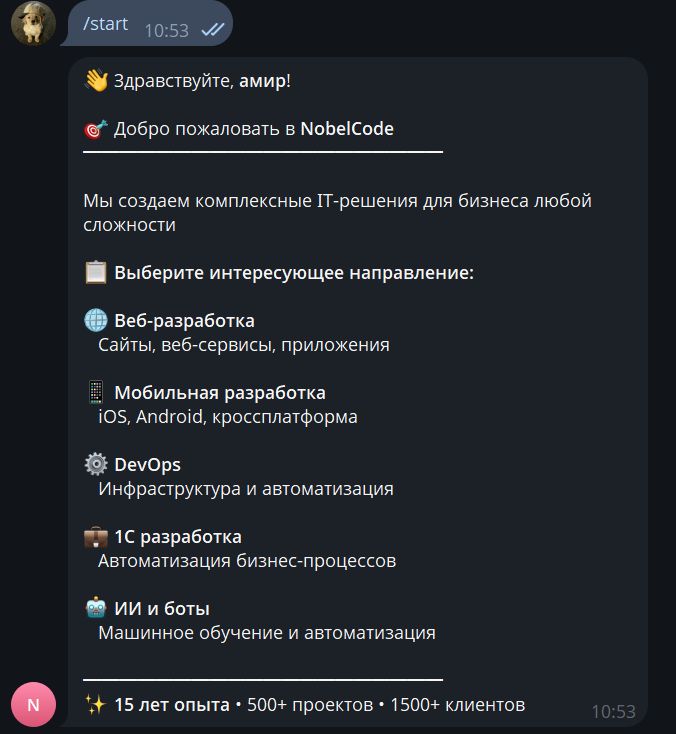 /start
10:53
👋 Здравствуйте, амир!
🎯 Добро пожаловать в NobelCode
Мы создаем комплексные IT-решения для бизнеса любой
сложности
📋 Выберите интересующее направление:
🌐 Веб-разработка
Сайты, веб-сервисы, приложения
📱 Мобильная разработка
iOS, Android, кроссплатформа
⚙️ DevOps
Инфраструктура и автоматизация
💼 1С разработка
Автоматизация бизнес-процессов
🤖 ИИ и боты
Машинное обучение и автоматизация
✨ 15 лет опыта • 500+ проектов • 1500+ клиентов
10:53
N